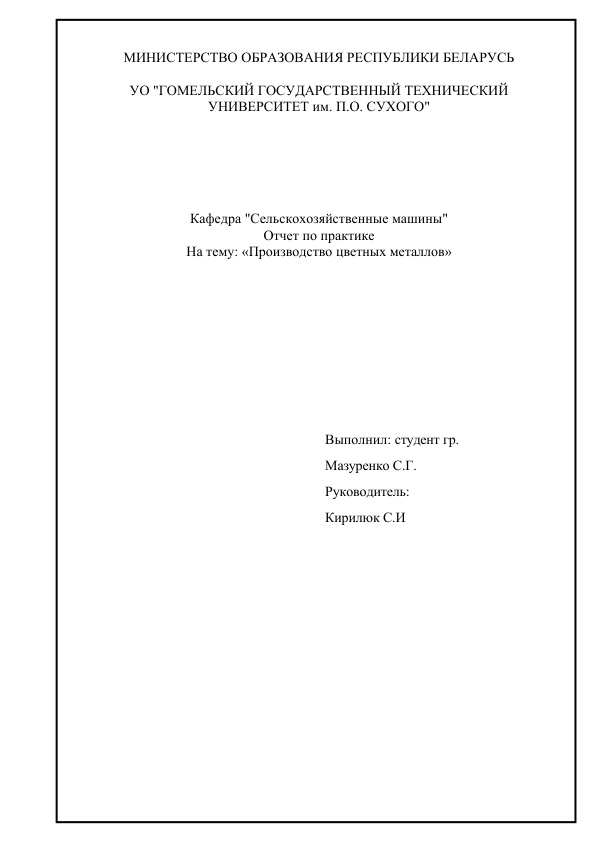 МИНИСТЕРСТВО ОБРАЗОВАНИЯ РЕСПУБЛИКИ БЕЛАРУСЬ
УО "ГОМЕЛЬСКИЙ ГОСУДАРСТВЕННЫЙ ТЕХНИЧЕСКИЙ
УНИВЕРСИТЕТ им. П.О. СУХОГО"
Кафедра "Сельскохозяйственные машины"
Отчет по практике
На тему: «Производство цветных металлов»
Выполнил: студент гр.
Мазуренко С.Г.
Руководитель:
Кирилюк С.И